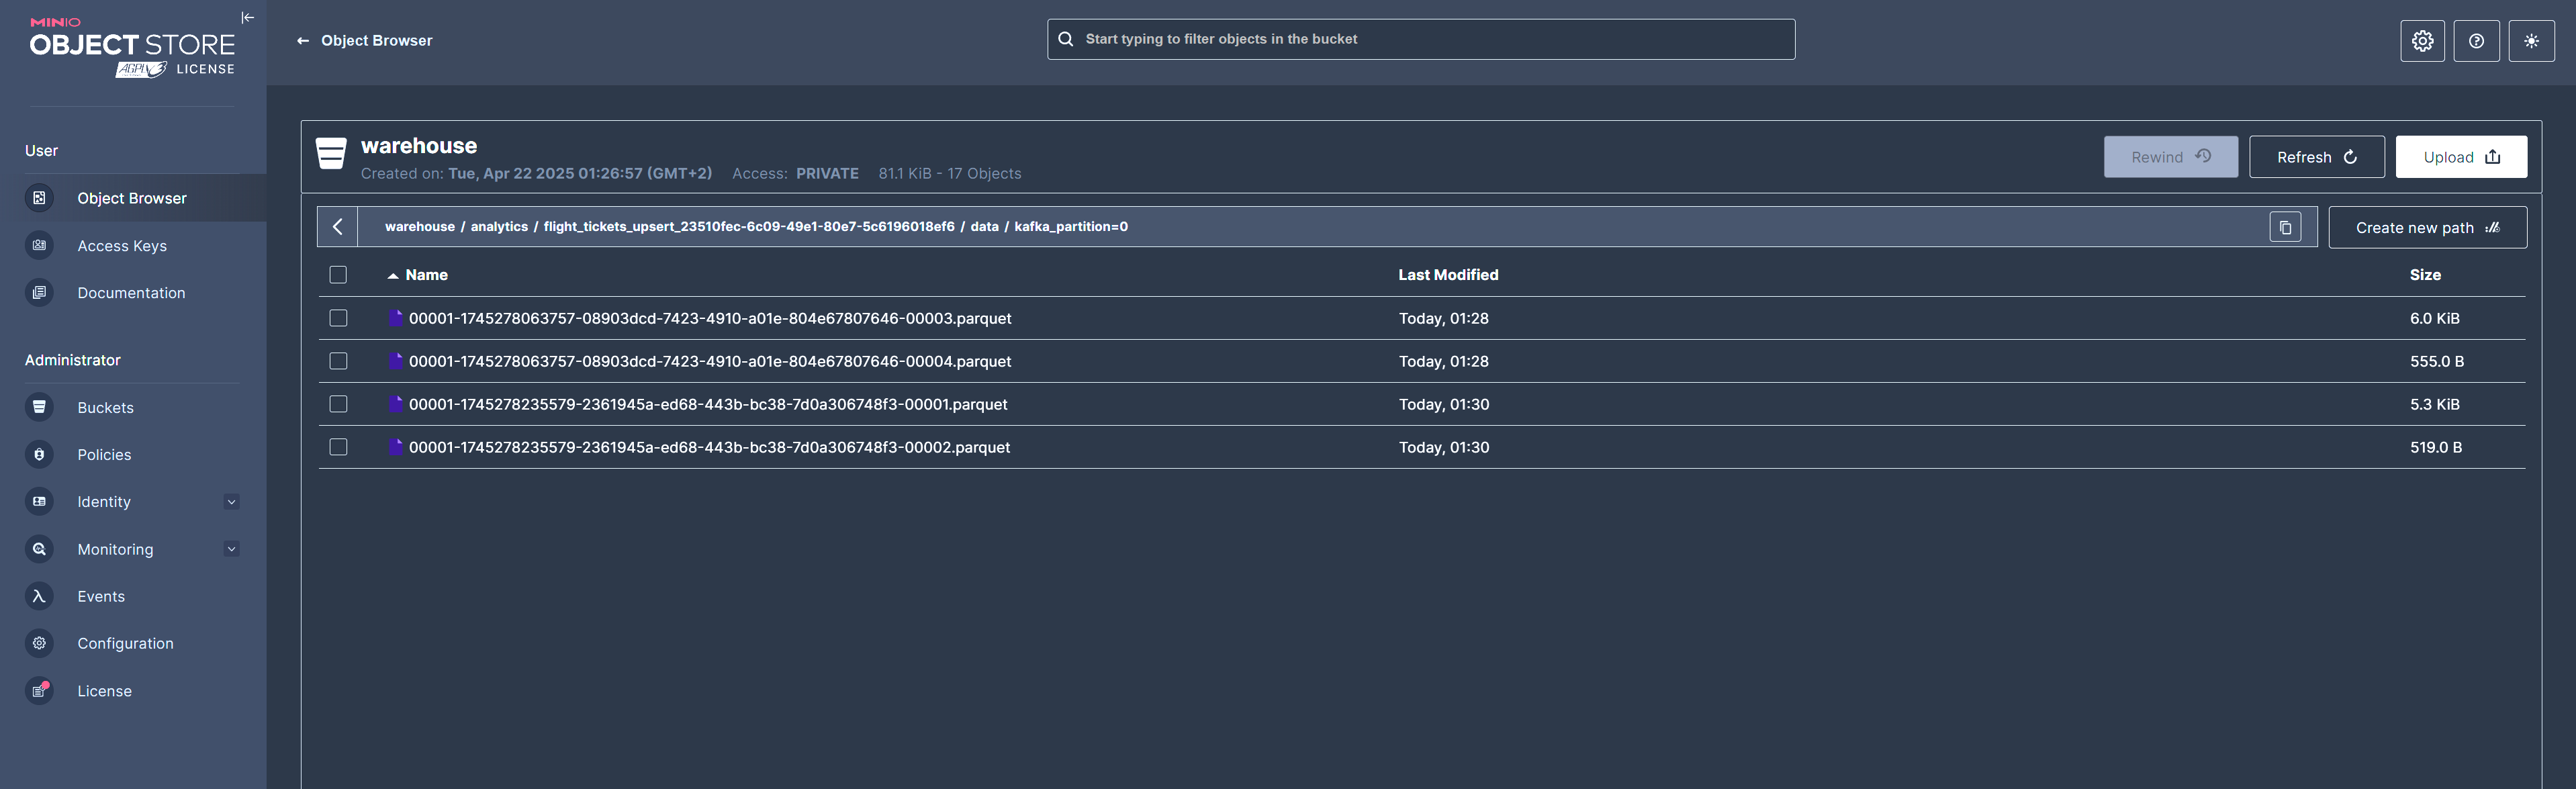 MINIO
OBJECT STORE
AGPLv3 LICENSE
User
Object Browser
Access Keys
Documentation
Administrator
Buckets
Policies
Identity
Monitoring
Events
Configuration
License
Object Browser
Start typing to filter objects in the bucket
warehouse
Created on: Tue, Apr 22 2025 01:26:57 (GMT+2) Access: PRIVATE 81.1 KiB - 17 Objects
Rewind
Refresh
Upload
warehouse / analytics / flight_tickets_upsert_23510fec-6c09-49e1-80e7-5c6196018ef6 / data / kafka_partition=0
Create new path
Name Last Modified Size
00001-1745278063757-08903dcd-7423-4910-a01e-804e67807646-00003.parquet Today, 01:28 6.0 KiB
00001-1745278063757-08903dcd-7423-4910-a01e-804e67807646-00004.parquet Today, 01:28 555.0 B
00001-1745278235579-2361945a-ed68-443b-bc38-7d0a306748f3-00001.parquet Today, 01:30 5.3 KiB
00001-1745278235579-2361945a-ed68-443b-bc38-7d0a306748f3-00002.parquet Today, 01:30 519.0 B